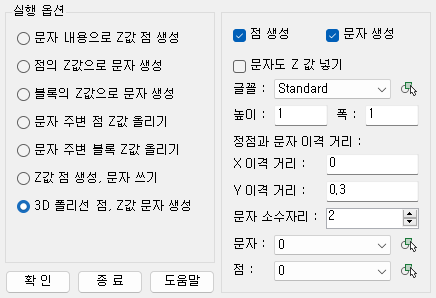 실행 옵션
문자 내용으로 Z값 점 생성
점의 Z값으로 문자 생성
블록의 Z값으로 문자 생성
문자 주변 점 Z값 올리기
문자 주변 블록 Z값 올리기
Z값 점 생성, 문자 쓰기
3D 폴리선 점, Z값 문자 생성
확 인 종 료 도움말
점 생성 문자 생성
문자도 Z 값 넣기
글꼴 : Standard
높이 : 1 폭 : 1
정점과 문자 이격 거리 :
X 이격 거리 : 0
Y 이격 거리 : 0.3
문자 소수자리 : 2
문자 : 0
점 : 0